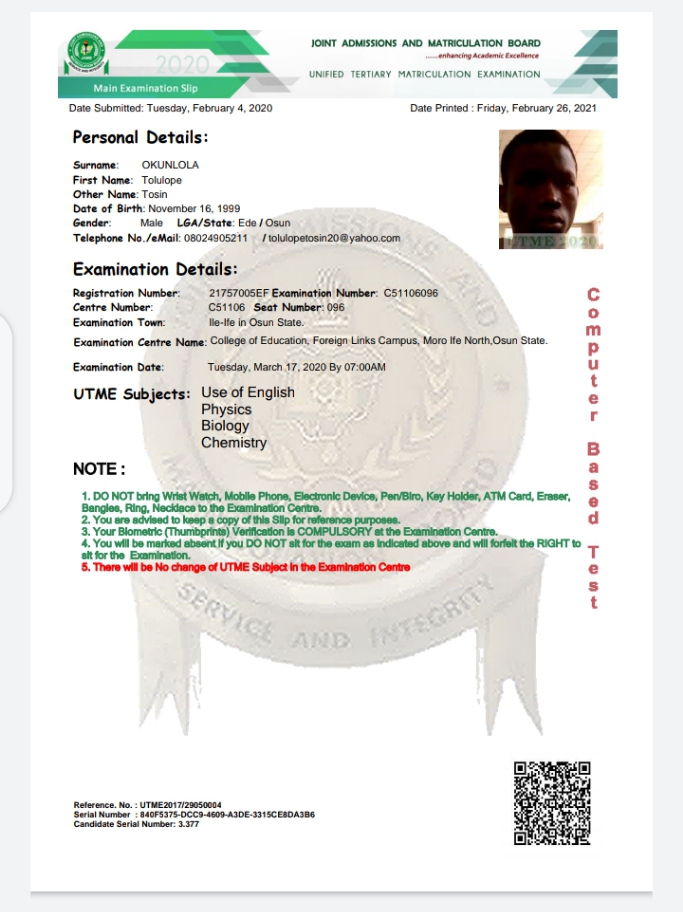 2020
Main Examination Slip
JOINT ADMISSIONS AND MATRICULATION BOARD
......enhancing Academic Excellence
UNIFIED TERTIARY MATRICULATION EXAMINATION
Date Submitted: Tuesday, February 4, 2020 Date Printed : Friday, February 26, 2021
Personal Details:
Surname: OKUNLOLA
First Name: Tolulope
Other Name: Tosin
Date of Birth: November 16, 1999
Gender: Male LGA/State: Ede / Osun
Telephone No./eMail: 08024905211 / tolulopetosin20@yahoo.com
UTME 2020
Examination Details:
Registration Number: 21757005EF Examination Number: C51106096
Centre Number: C51106 Seat Number: 096
Examination Town: Ile-Ife in Osun State.
Examination Centre Name: College of Education, Foreign Links Campus, Moro Ife North,Osun State.
Examination Date: Tuesday, March 17, 2020 By 07:00AM
UTME Subjects: Use of English
Physics
Biology
Chemistry
Computer Based Test
NOTE :
1. DO NOT bring Wrist Watch, Mobile Phone, Electronic Device, Pen/Biro, Key Holder, ATM Card, Eraser,
Bangles, Ring, Necklace to the Examination Centre.
2. You are advised to keep a copy of this Slip for reference purposes.
3. Your Biometric (Thumbprints) Verification is COMPULSORY at the Examination Centre.
4. You will be marked absent if you DO NOT sit for the exam as indicated above and will forfeit the RIGHT to
sit for the Examination.
5. There will be No change of UTME Subject in the Examination Centre
SERVICE AND INTEGRITY
Reference. No. : UTME2017/29050004
Serial Number : 840F5375-DCC9-4609-A3DE-3315CE8DA3B6
Candidate Serial Number: 3.377